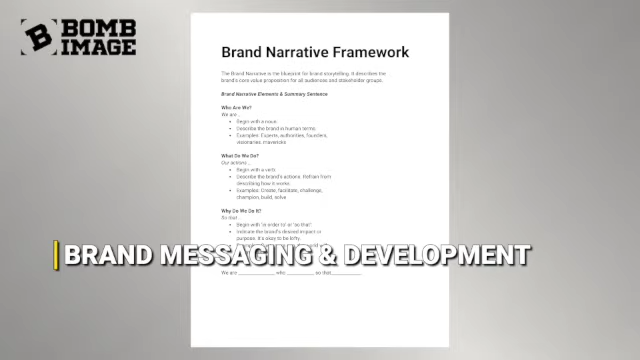 BOMB
IMAGE
Brand Narrative Framework
The Brand Narrative is the blueprint for brand storytelling. It describes the
brand's core value proposition for all audiences and stakeholder groups.
Brand Narrative Elements & Summary Sentence
Who Are We?
We are ..
Begin with a noun.
Describe the brand in human terms.
Examples: Experts, authorities, founders,
visionaries, mavericks
What Do We Do?
Our actions ..
Begin with a verb.
Describe the brand's actions. Refrain from
describing how it works.
Examples: Create, facilitate, challenge,
champion, build, solve
Why Do We Do It?
So that
Begin with 'in order to' or 'so that'
Indicate the brand's desired impact or
purpose. It's okay to be lofty.
BRAND MESSAGING & DEVELOPMENT
We are ____________ who ____________ so that ____________.